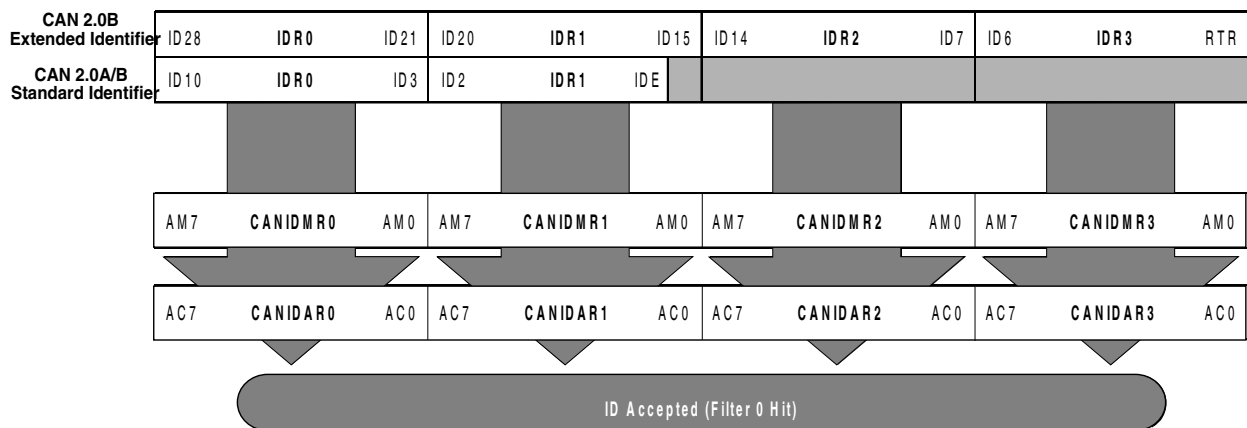 CAN 2.0B
Extended Identifier ID28 IDR0 ID21 ID20 IDR1 ID15 ID14 IDR2 ID7 ID6 IDR3 RTR
CAN 2.0A/B
Standard Identifier ID10 IDR0 ID3 ID2 IDR1 IDE
AM7 CANIDMR0 AM0 AM7 CANIDMR1 AM0 AM7 CANIDMR2 AM0 AM7 CANIDMR3 AM0
AC7 CANIDAR0 AC0 AC7 CANIDAR1 AC0 AC7 CANIDAR2 AC0 AC7 CANIDAR3 AC0
ID Accepted (Filter 0 Hit)